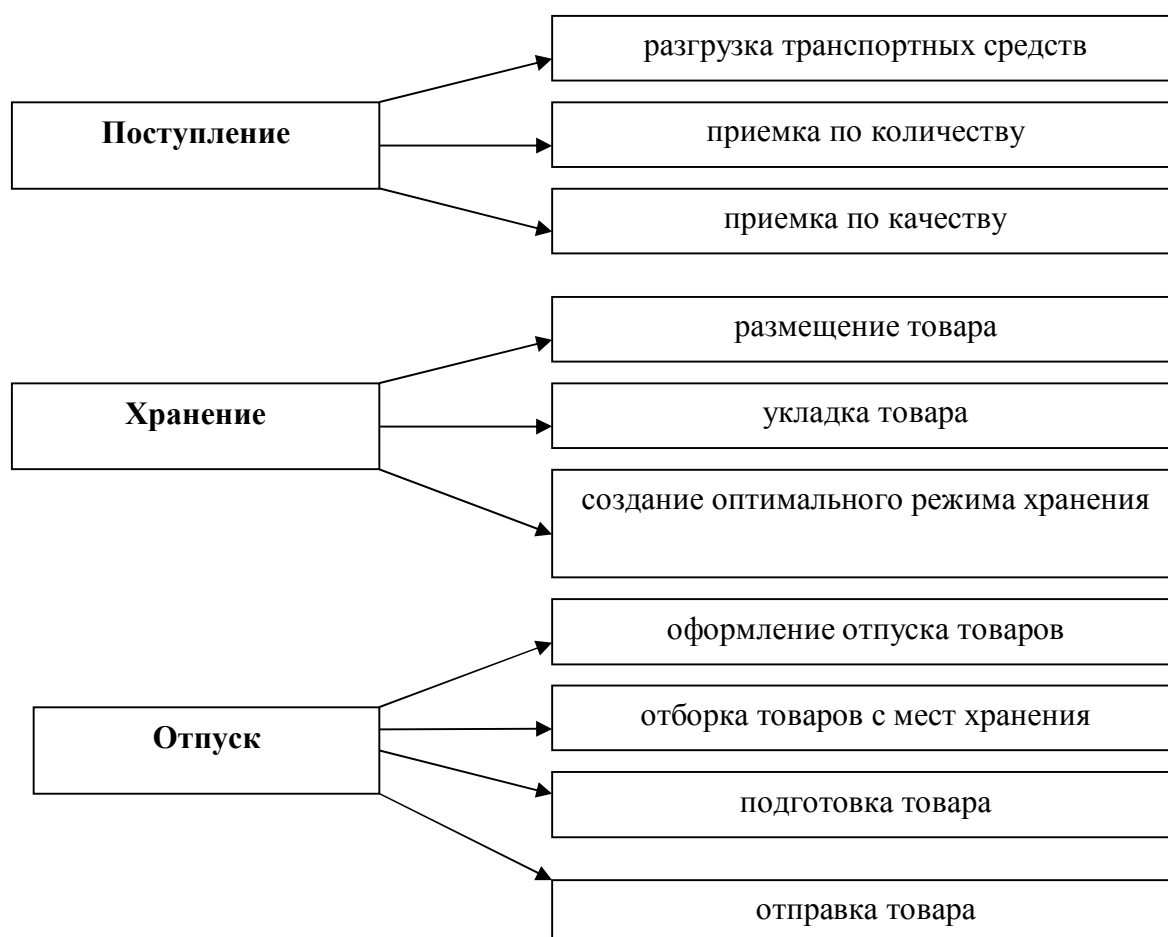 разгрузка транспортных средств
Поступление
приемка по количеству
приемка по качеству
размещение товара
Хранение
укладка товара
создание оптимального режима хранения
оформление отпуска товаров
Отпуск
отборка товаров с мест хранения
подготовка товара
отправка товара